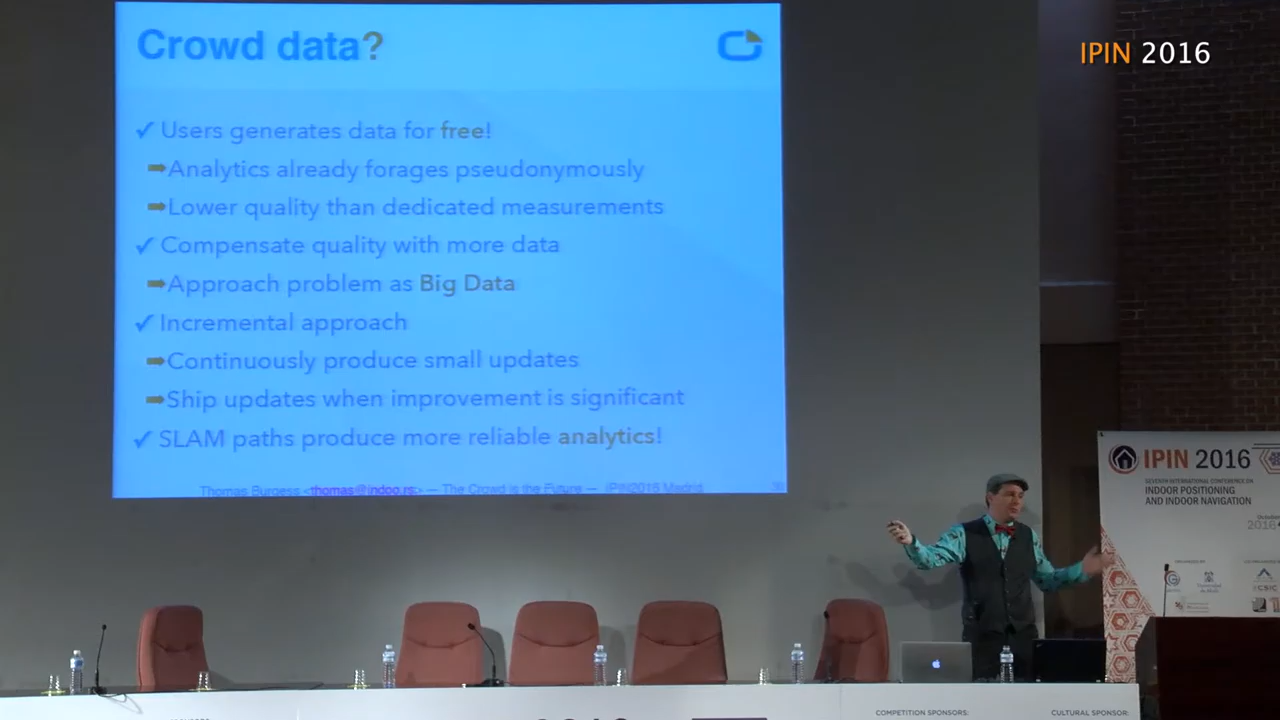 Crowd data?
IPIN 2016
✓ Users generates data for free!
➡Analytics already forages pseudonymously
➡Lower quality than dedicated measurements
✓ Compensate quality with more data
➡Approach problem as Big Data
✓ Incremental approach
➡Continuously produce small updates
➡Ship updates when improvement is significant
✓ SLAM paths produce more reliable analytics!
Thomas Burgess <thomas@indoo.rs> — The Crowd is the Future — IPIN2016 Madrid
IPIN 2016
SEVENTH INTERNATIONAL CONFERENCE ON
INDOOR POSITIONING
AND INDOOR NAVIGATION
October
2016
CSIC
COMPETITION SPONSORS:
CULTURAL SPONSOR: